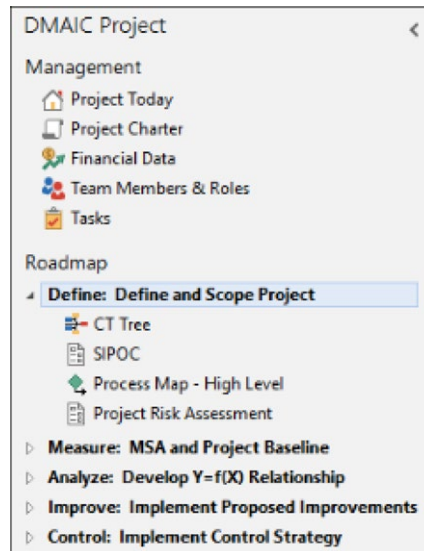 DMAIC Project
Management
Project Today
Project Charter
Financial Data
Team Members & Roles
Tasks
Roadmap
Define: Define and Scope Project
CT Tree
SIPOC
Process Map - High Level
Project Risk Assessment
Measure: MSA and Project Baseline
Analyze: Develop Y=f(X) Relationship
Improve: Implement Proposed Improvements
Control: Implement Control Strategy